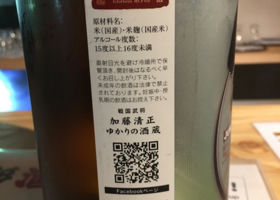 原材料名:
米(国産)・米麹(国産米)
アルコール度数:
15度以上16度未満
直射日光を避け冷暗所で保
管頂き、開封後はなるべく早
くお召し上がり下さい。
未成年の飲酒は法律で禁止
されております。妊娠中・授
乳期の飲酒はお控え下さい。
戦国武将
加藤清正
ゆかりの酒蔵
Facebookページ